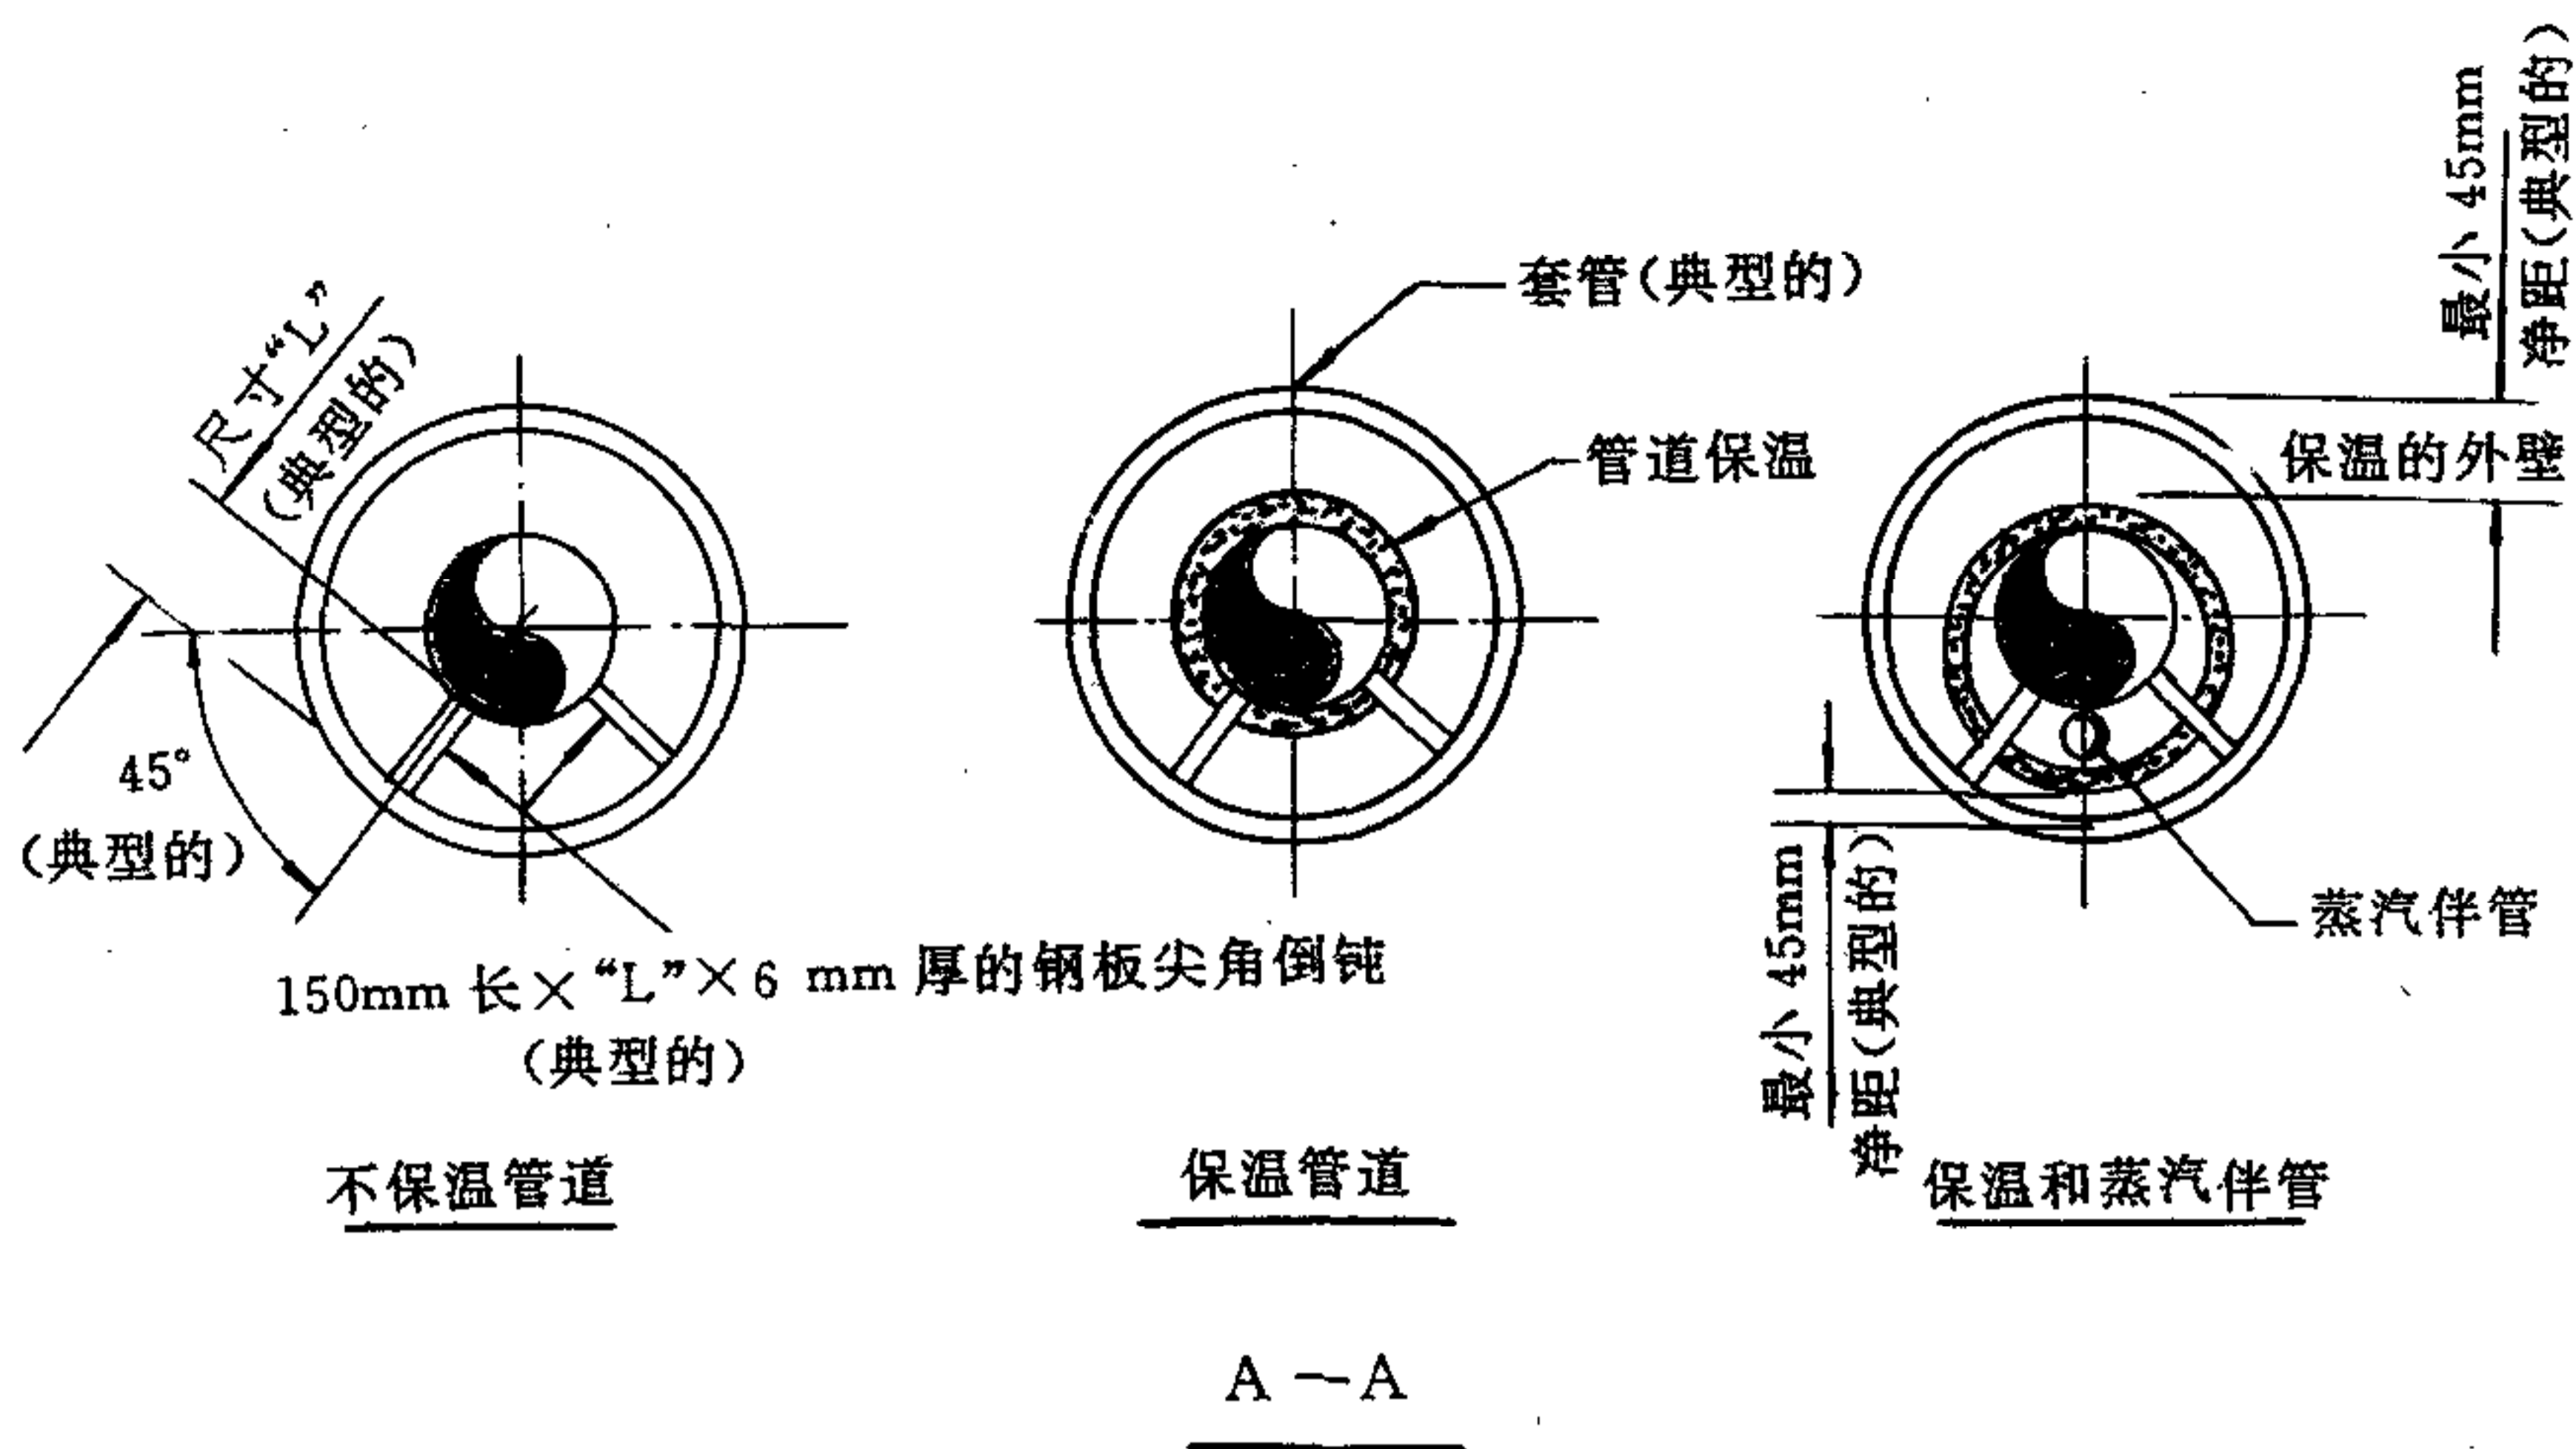 尺寸“L”
(典型的)
45°
(典型的)
150mm 长×“L”×6 mm 厚的钢板尖角倒钝
(典型的)
不保温管道
套管(典型的)
管道保温
保温管道
最小 45mm
净距(典型的)
保温的外壁
最小 45mm
净距(典型的)
蒸汽伴管
保温和蒸汽伴管
A—A